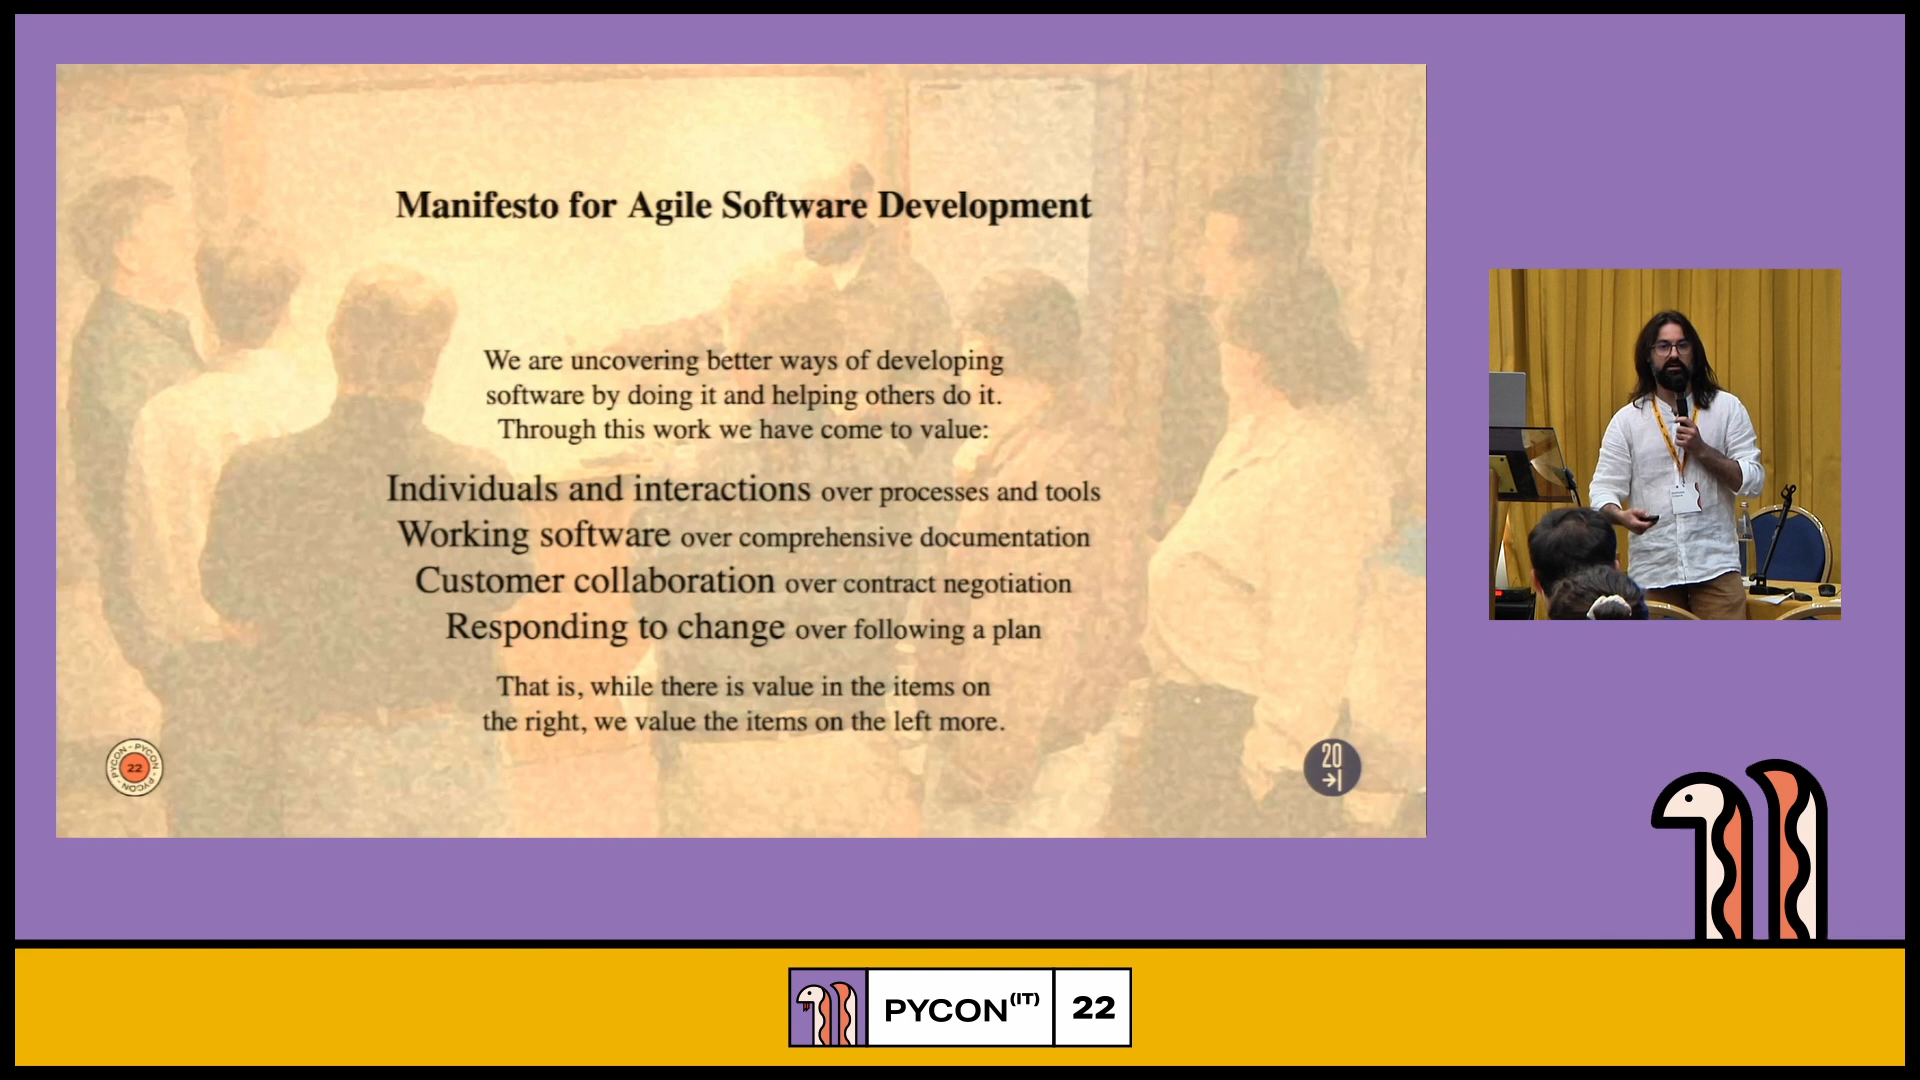 Manifesto for Agile Software Development
We are uncovering better ways of developing
software by doing it and helping others do it.
Through this work we have come to value:
Individuals and interactions over processes and tools
Working software over comprehensive documentation
Customer collaboration over contract negotiation
Responding to change over following a plan
That is, while there is value in the items on
the right, we value the items on the left more.
PYCON - PYCON - PYCON
22
20
PYCON(IT) 22